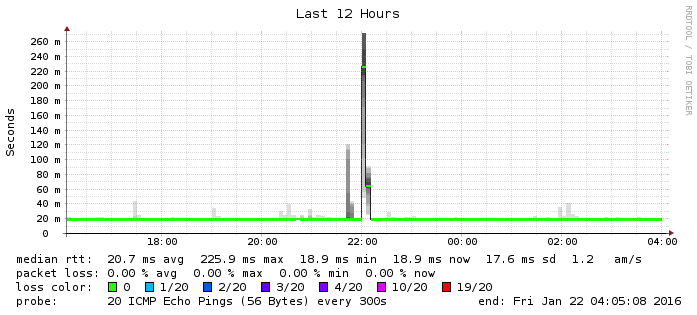 Last 12 Hours
RRDTOOL / TOBI OETIKER
Seconds
260 m
240 m
220 m
200 m
180 m
160 m
140 m
120 m
100 m
80 m
60 m
40 m
20 m
0
18:00 20:00 22:00 00:00 02:00 04:00
median rtt: 20.7 ms avg 225.9 ms max 18.9 ms min 18.9 ms now 17.6 ms sd 1.2 am/s
packet loss: 0.00 % avg 0.00 % max 0.00 % min 0.00 % now
loss color: 0 1/20 2/20 3/20 4/20 10/20 19/20
probe: 20 ICMP Echo Pings (56 Bytes) every 300s end: Fri Jan 22 04:05:08 2016